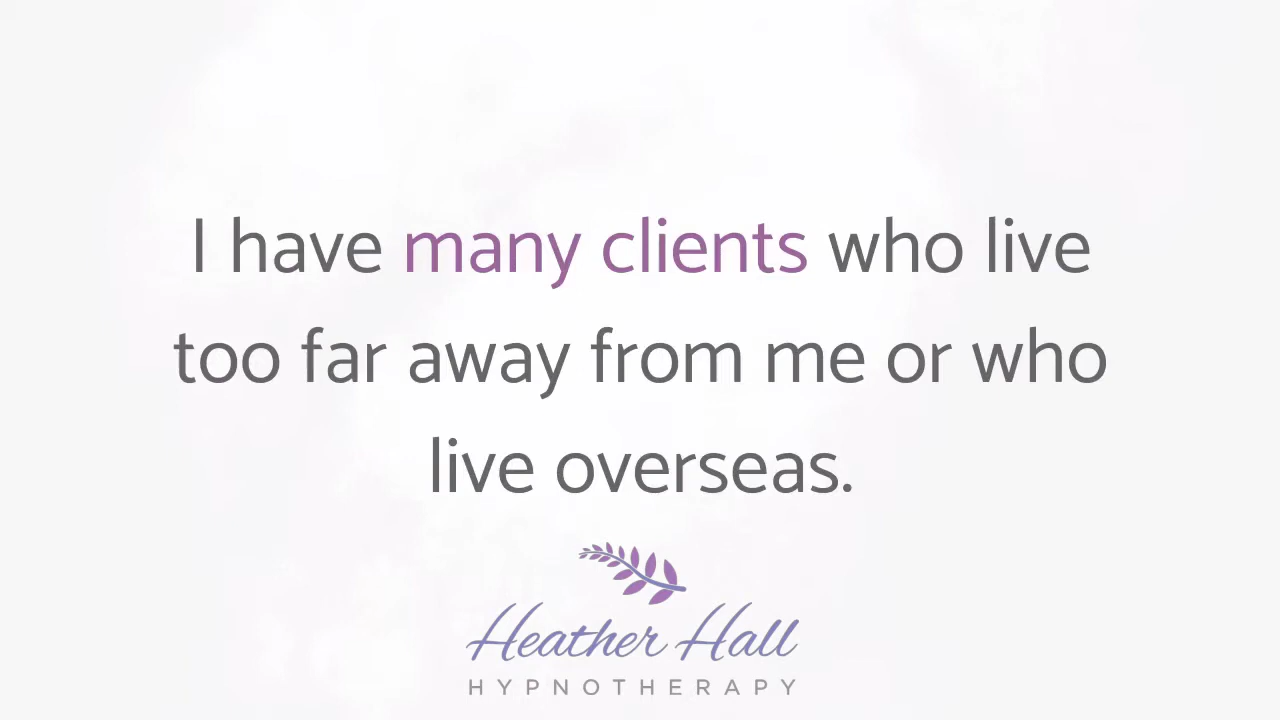 I have many clients who live
too far away from me or who
live overseas.
Heather Hall
HYPNOTHERAPY